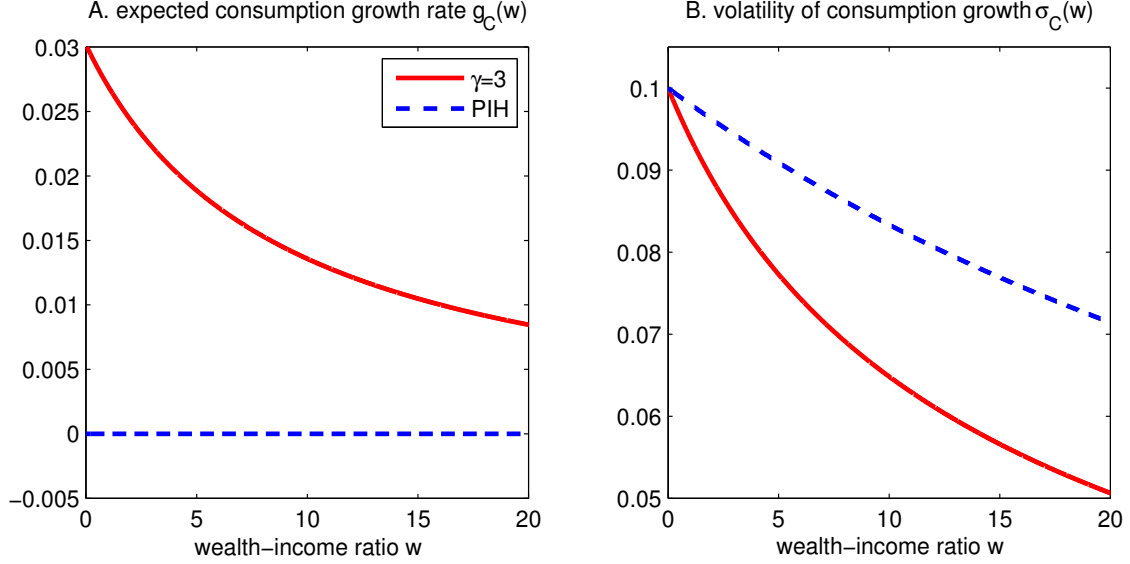 A. expected consumption growth rate g_C(w)
0.03
0.025
0.02
0.015
0.01
0.005
0
−0.005
0 5 10 15 20
wealth−income ratio w
γ=3
PIH
B. volatility of consumption growth σ_C(w)
0.1
0.09
0.08
0.07
0.06
0.05
0 5 10 15 20
wealth−income ratio w